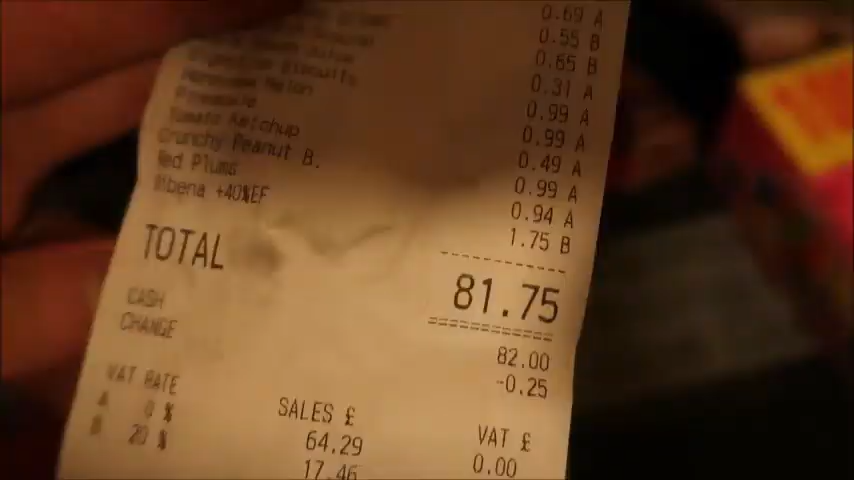 0.69 A
0.55 B
0.65 B
Biscuits 0.31 A
Melon 0.99 A
Pineapple 0.99 A
Tomato Ketchup 0.49 A
Crunchy Peanut B. 0.99 A
Red Plums 0.94 A
Ribena +40%EF 1.75 B
TOTAL 81.75
CASH 82.00
CHANGE -0.25
VAT RATE SALES £ VAT £
A 0 % 64.29 0.00
B 20 % 17.46